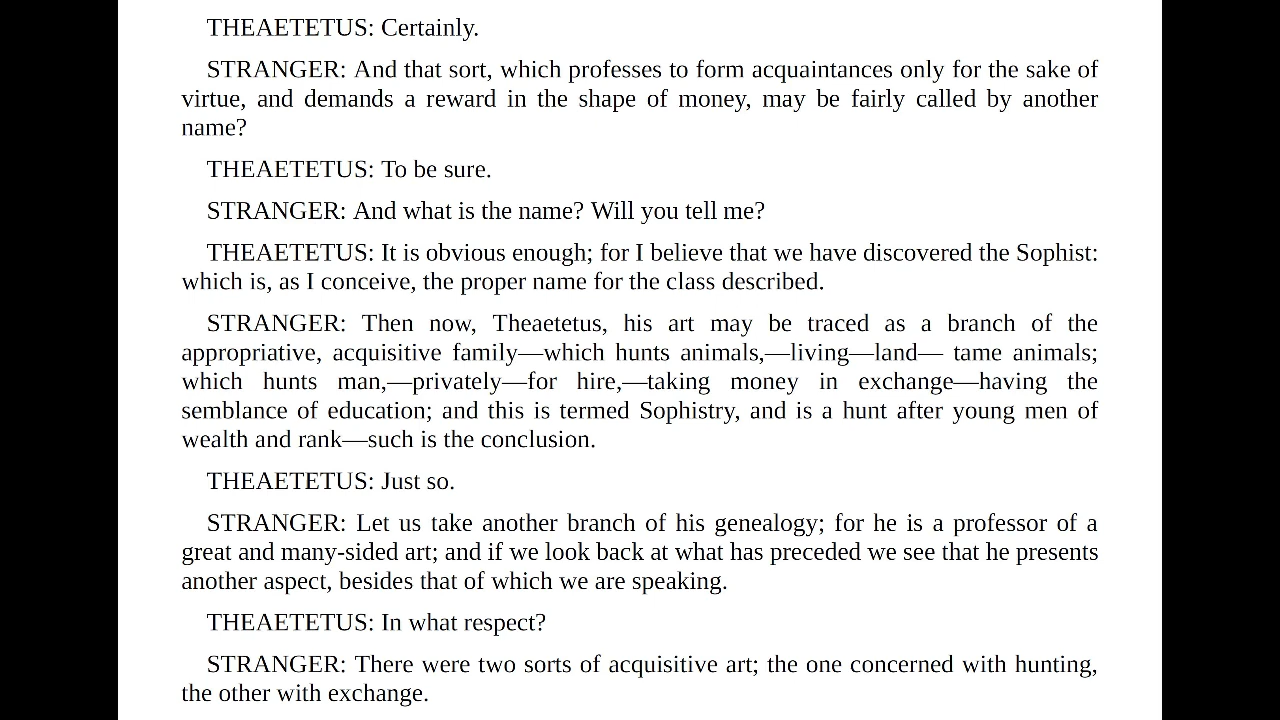 THEAETETUS: Certainly.
STRANGER: And that sort, which professes to form acquaintances only for the sake of
virtue, and demands a reward in the shape of money, may be fairly called by another
name?
THEAETETUS: To be sure.
STRANGER: And what is the name? Will you tell me?
THEAETETUS: It is obvious enough; for I believe that we have discovered the Sophist:
which is, as I conceive, the proper name for the class described.
STRANGER: Then now, Theaetetus, his art may be traced as a branch of the
appropriative, acquisitive family—which hunts animals,—living—land— tame animals;
which hunts man,—privately—for hire,—taking money in exchange—having the
semblance of education; and this is termed Sophistry, and is a hunt after young men of
wealth and rank—such is the conclusion.
THEAETETUS: Just so.
STRANGER: Let us take another branch of his genealogy; for he is a professor of a
great and many-sided art; and if we look back at what has preceded we see that he presents
another aspect, besides that of which we are speaking.
THEAETETUS: In what respect?
STRANGER: There were two sorts of acquisitive art; the one concerned with hunting,
the other with exchange.